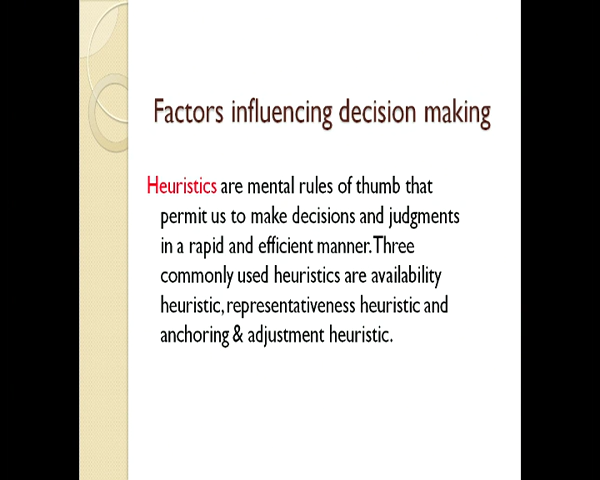 Factors influencing decision making
Heuristics are mental rules of thumb that
permit us to make decisions and judgments
in a rapid and efficient manner. Three
commonly used heuristics are availability
heuristic, representativeness heuristic and
anchoring & adjustment heuristic.